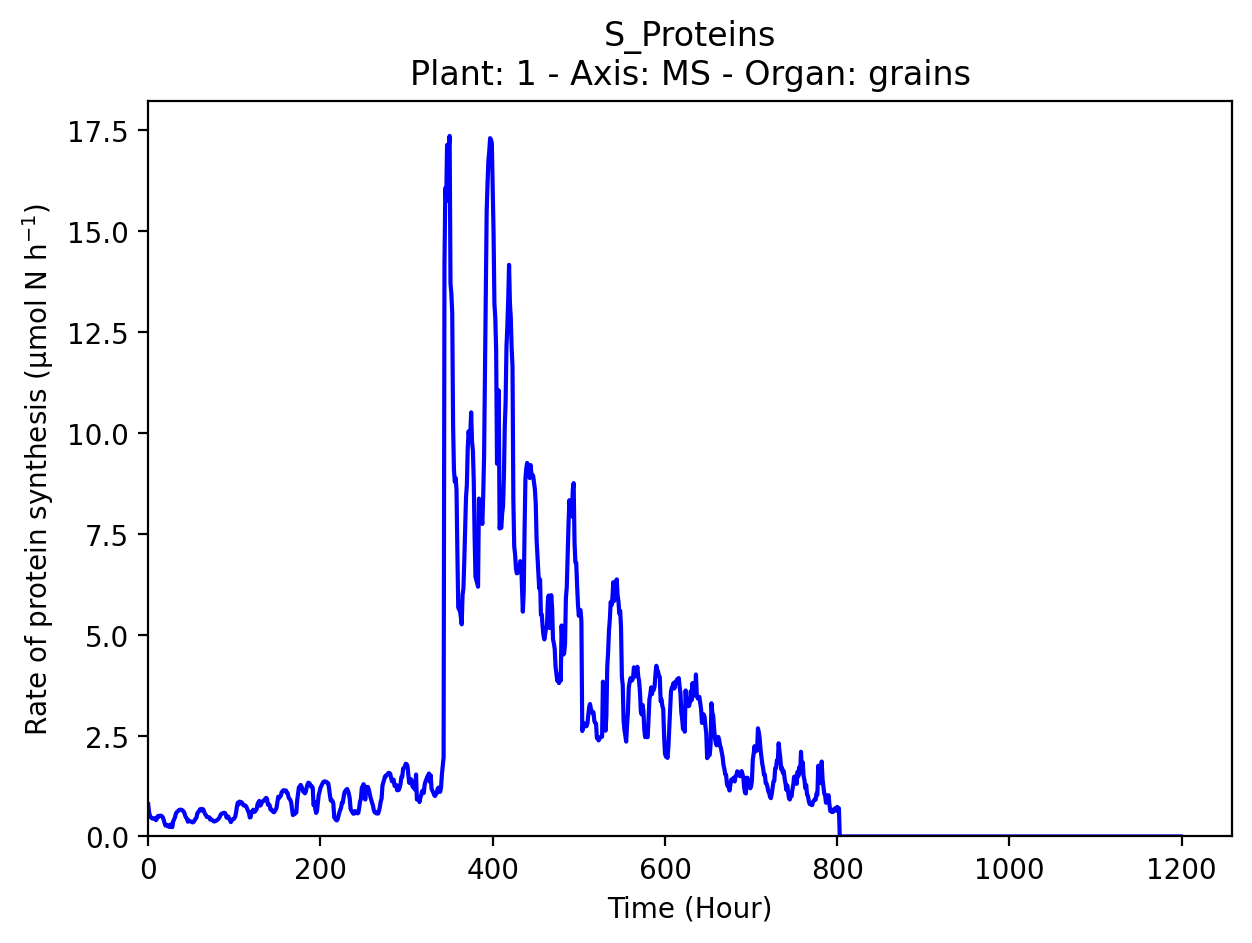 S_Proteins
Plant: 1 - Axis: MS - Organ: grains
Rate of protein synthesis (µmol N h⁻¹)
17.5
15.0
12.5
10.0
7.5
5.0
2.5
0.0
0 200 400 600 800 1000 1200
Time (Hour)